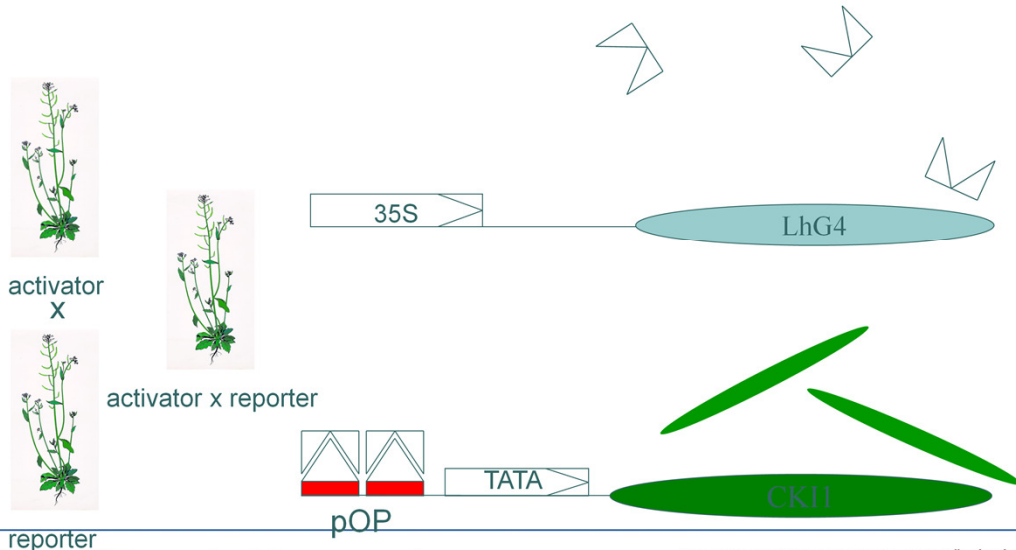 35S
LhG4
activator
x
activator x reporter
TATA
CKI1
pOP
reporter